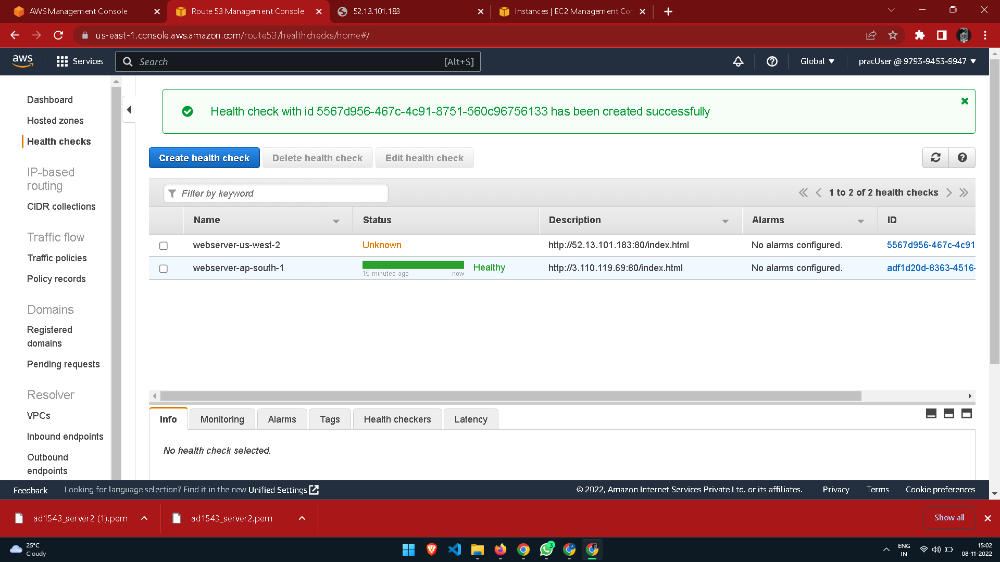 AWS Management Console
Route 53 Management Console
52.13.101.183
Instances | EC2 Management Cor
us-east-1.console.aws.amazon.com/route53/healthchecks/home#/
aws
Services
Search
[Alt+S]
Global
pracUser @ 9793-9453-9947
Dashboard
Hosted zones
Health checks
IP-based
routing
CIDR collections
Traffic flow
Traffic policies
Policy records
Domains
Registered
domains
Pending requests
Resolver
VPCs
Inbound endpoints
Outbound
endpoints
Health check with id 5567d956-467c-4c91-8751-560c96756133 has been created successfully
Create health check
Delete health check
Edit health check
Filter by keyword
1 to 2 of 2 health checks
Name
Status
Description
Alarms
ID
webserver-us-west-2
Unknown
http://52.13.101.183:80/index.html
No alarms configured.
5567d956-467c-4c91
webserver-ap-south-1
15 minutes ago
now
Healthy
http://3.110.119.69:80/index.html
No alarms configured.
adf1d20d-8363-4516-
Info
Monitoring
Alarms
Tags
Health checkers
Latency
No health check selected.
Feedback
Looking for language selection? Find it in the new Unified Settings
© 2022, Amazon Internet Services Private Ltd. or its affiliates.
Privacy
Terms
Cookie preferences
ad1543_server2 (1).pem
ad1543_server2.pem
Show all
25°C
Cloudy
3
A
ENG
IN
15:02
08-11-2022